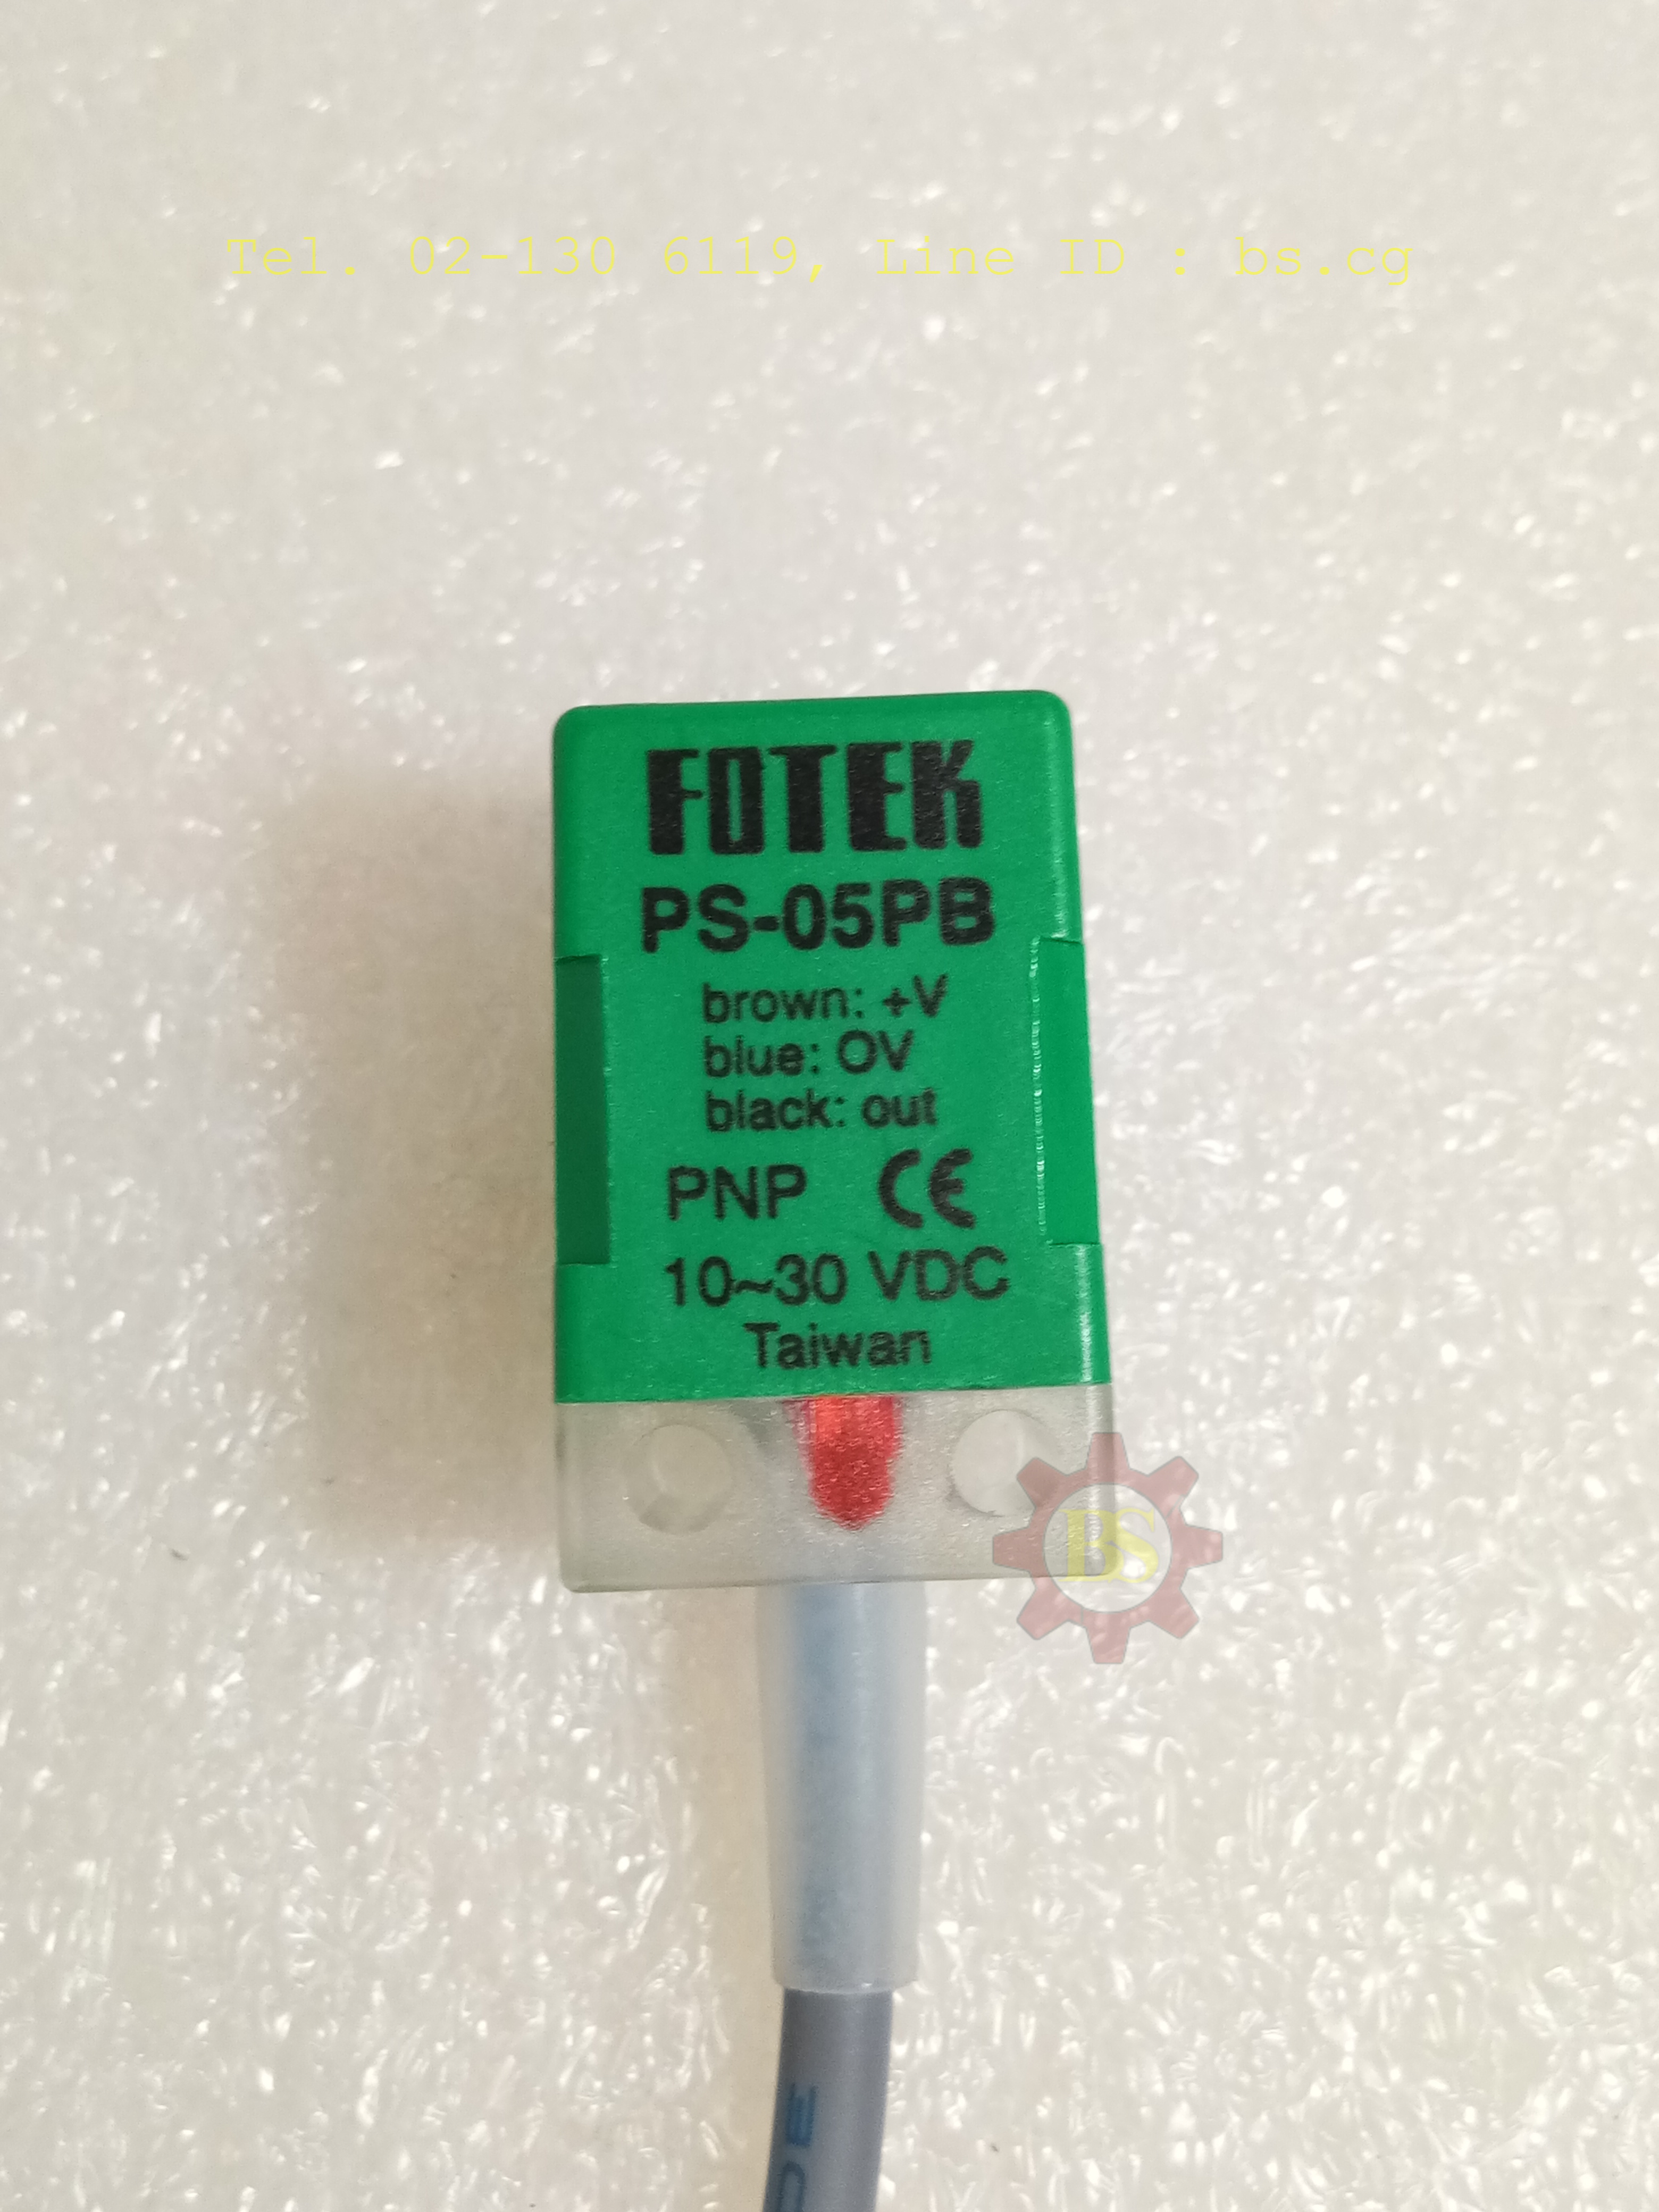 Tel. 02-130 6119, Line ID : bs.cg
FOTEK
PS-05PB
brown: +V
blue: OV
black: out
PNP CE
10~30 VDC
Taiwan
BS